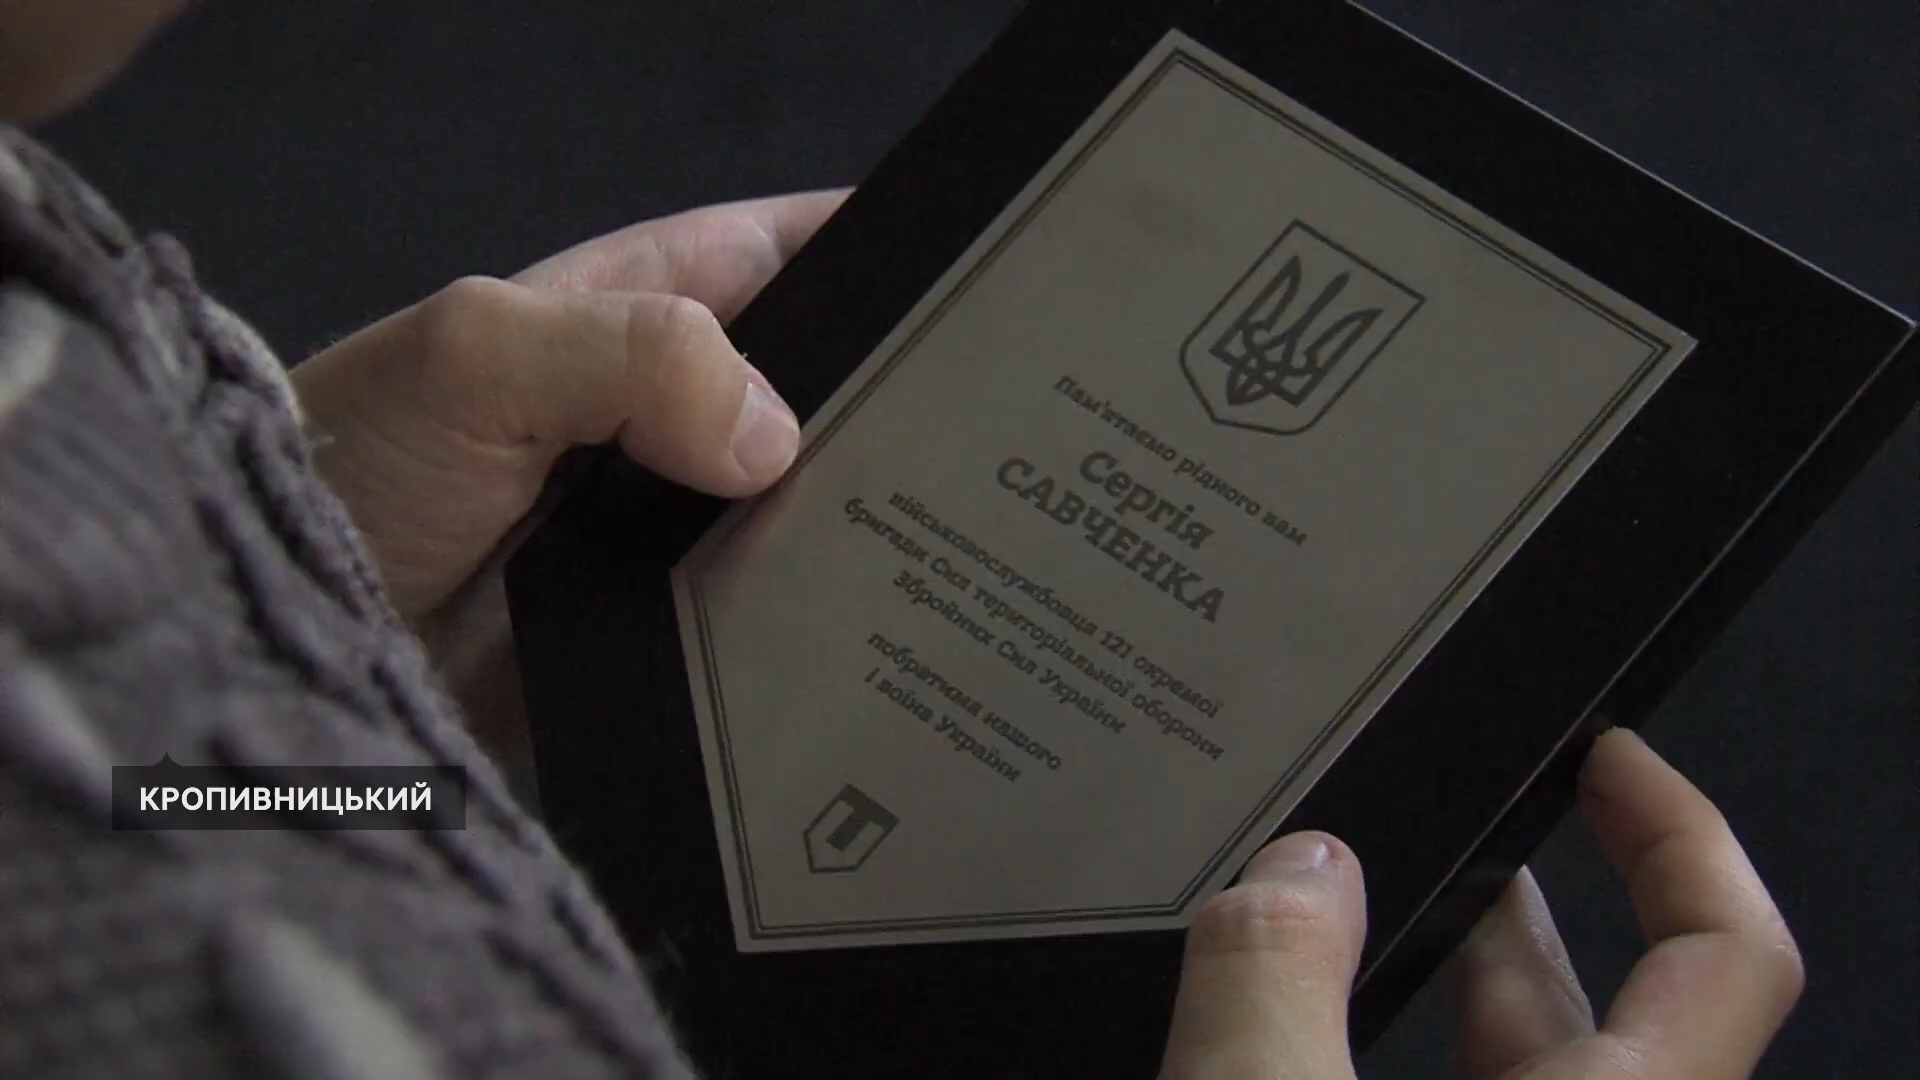 Пам'ятаємо рідного вам
Сергія
САВЧЕНКА
військовослужбовця 121 окремої
бригади Сил територіальної оборони
Збройних Сил України
побратима нашого
і воїна України
Т
КРОПИВНИЦЬКИЙ